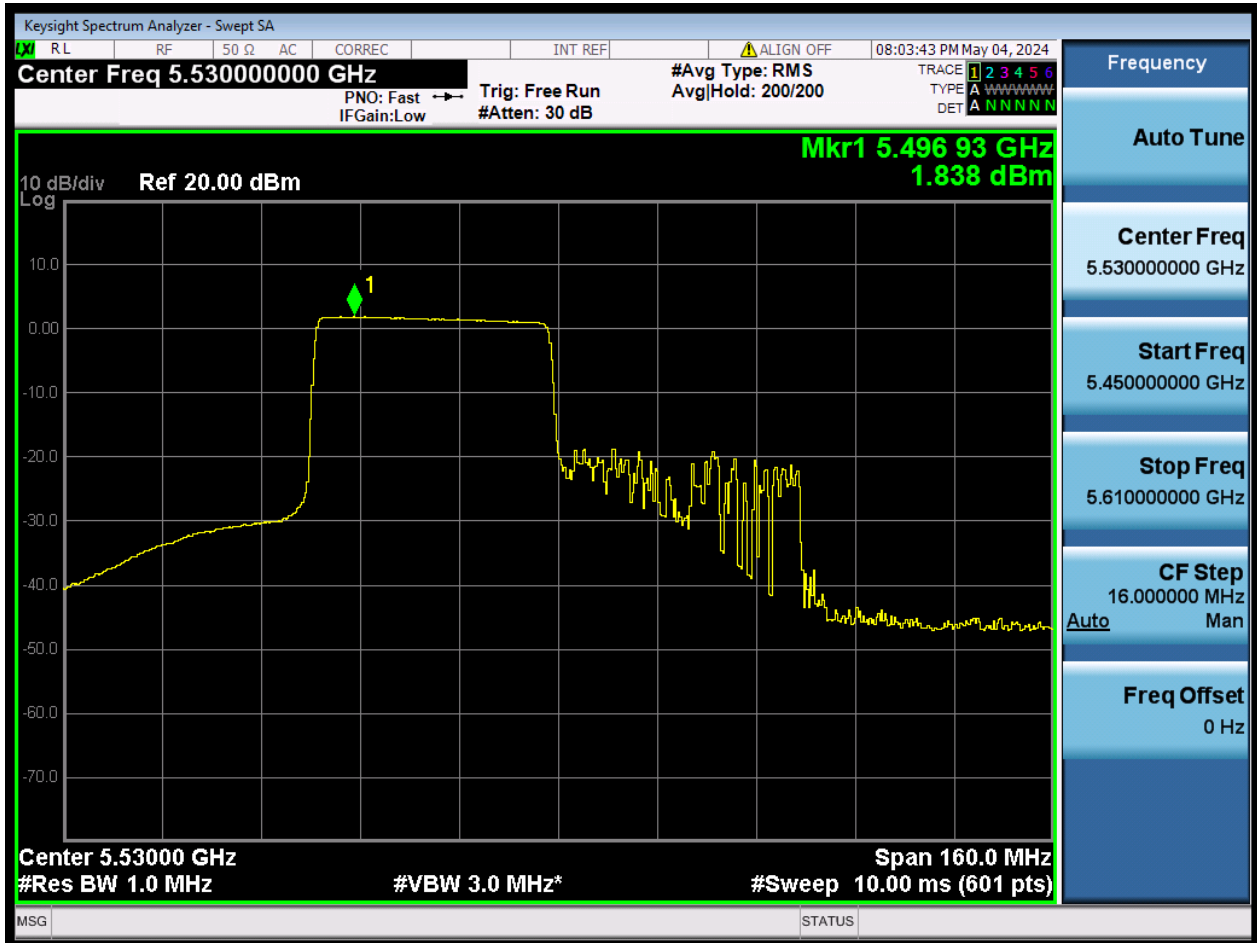 Keysight Spectrum Analyzer - Swept SA
LXI RL RF 50 Ω AC CORREC INT REF ALIGN OFF 08:03:43 PM May 04, 2024
Center Freq 5.530000000 GHz
PNO: Fast
IFGain:Low
Trig: Free Run
#Atten: 30 dB
#Avg Type: RMS
Avg|Hold: 200/200
TRACE 1 2 3 4 5 6
TYPE A WWWWW
DET A N N N N N
Mkr1 5.496 93 GHz
1.838 dBm
10 dB/div Ref 20.00 dBm
Log
10.0
0.00
-10.0
-20.0
-30.0
-40.0
-50.0
-60.0
-70.0
1
Center 5.53000 GHz Span 160.0 MHz
#Res BW 1.0 MHz #VBW 3.0 MHz* #Sweep 10.00 ms (601 pts)
MSG STATUS
Frequency
Auto Tune
Center Freq
5.530000000 GHz
Start Freq
5.450000000 GHz
Stop Freq
5.610000000 GHz
CF Step
16.000000 MHz
Auto Man
Freq Offset
0 Hz